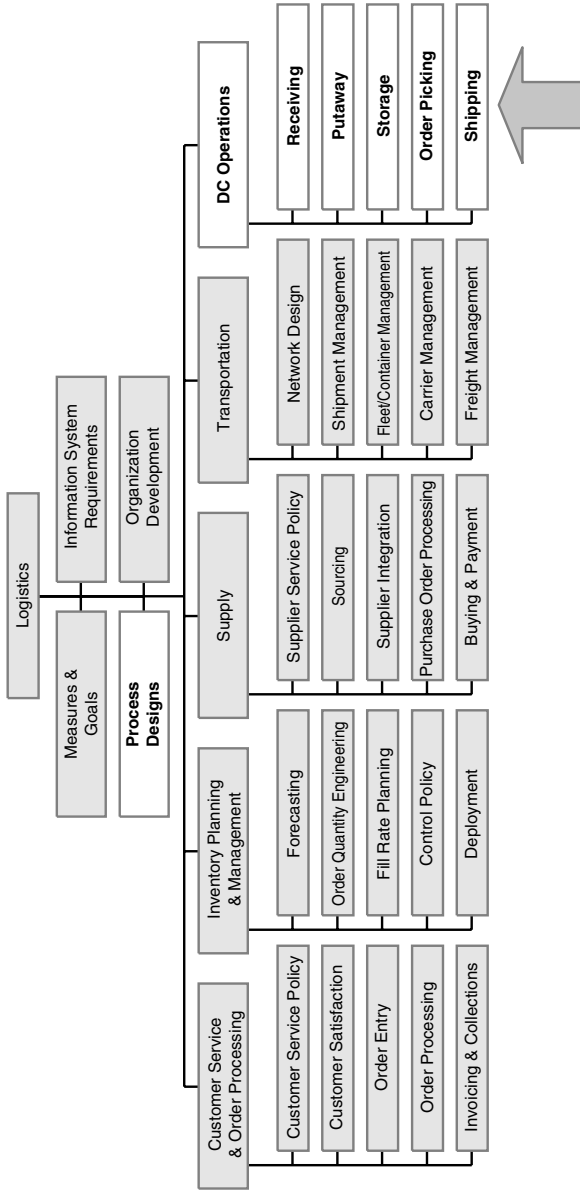 Logistics
Measures &
Goals
Information System
Requirements
Process
Designs
Organization
Development
Customer Service
& Order Processing
Customer Service Policy
Customer Satisfaction
Order Entry
Order Processing
Invoicing & Collections
Inventory Planning
& Management
Forecasting
Order Quantity Engineering
Fill Rate Planning
Control Policy
Deployment
Supply
Supplier Service Policy
Sourcing
Supplier Integration
Purchase Order Processing
Buying & Payment
Transportation
Network Design
Shipment Management
Fleet/Container Management
Carrier Management
Freight Management
DC Operations
Receiving
Putaway
Storage
Order Picking
Shipping